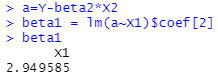 > a=Y-beta2*X2
> beta1 = lm(a~X1)$coef[2]
> beta1
X1
2.949585